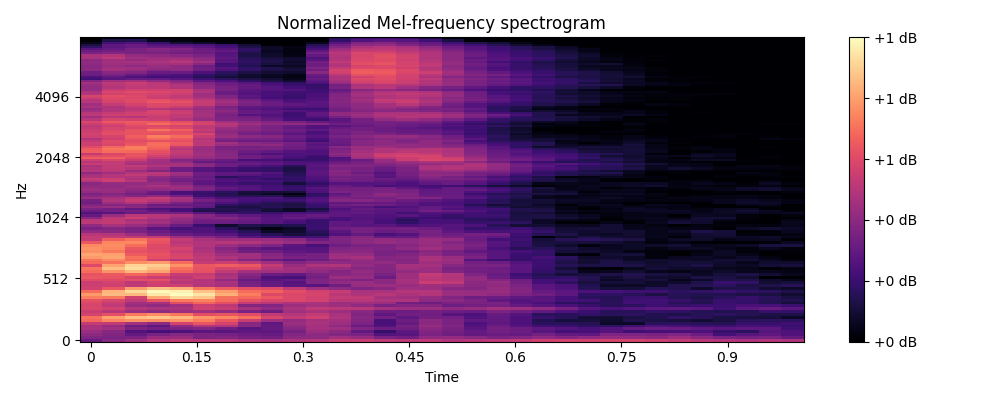 Normalized Mel-frequency spectrogram
Hz
4096
2048
1024
512
0
0 0.15 0.3 0.45 0.6 0.75 0.9
Time
+1 dB
+1 dB
+1 dB
+0 dB
+0 dB
+0 dB